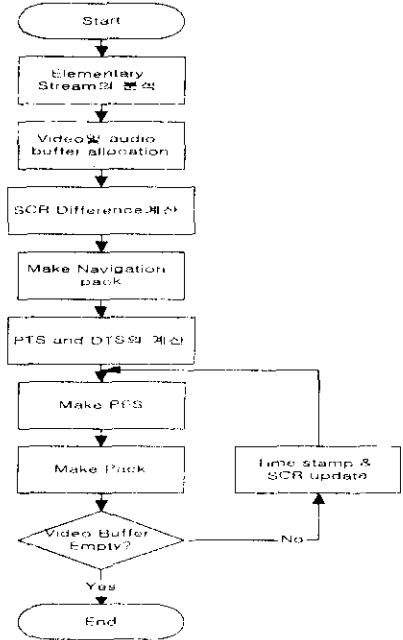 Start
Elementary
Stream의 분석
Video및 audio
buffer allocation
SCR Difference계산
Make Navigation
pack
PTS and DTS의 계산
Make PES
Make Pack
Time stamp &
SCR update
Video Buffer
Empty?
No
Yes
End